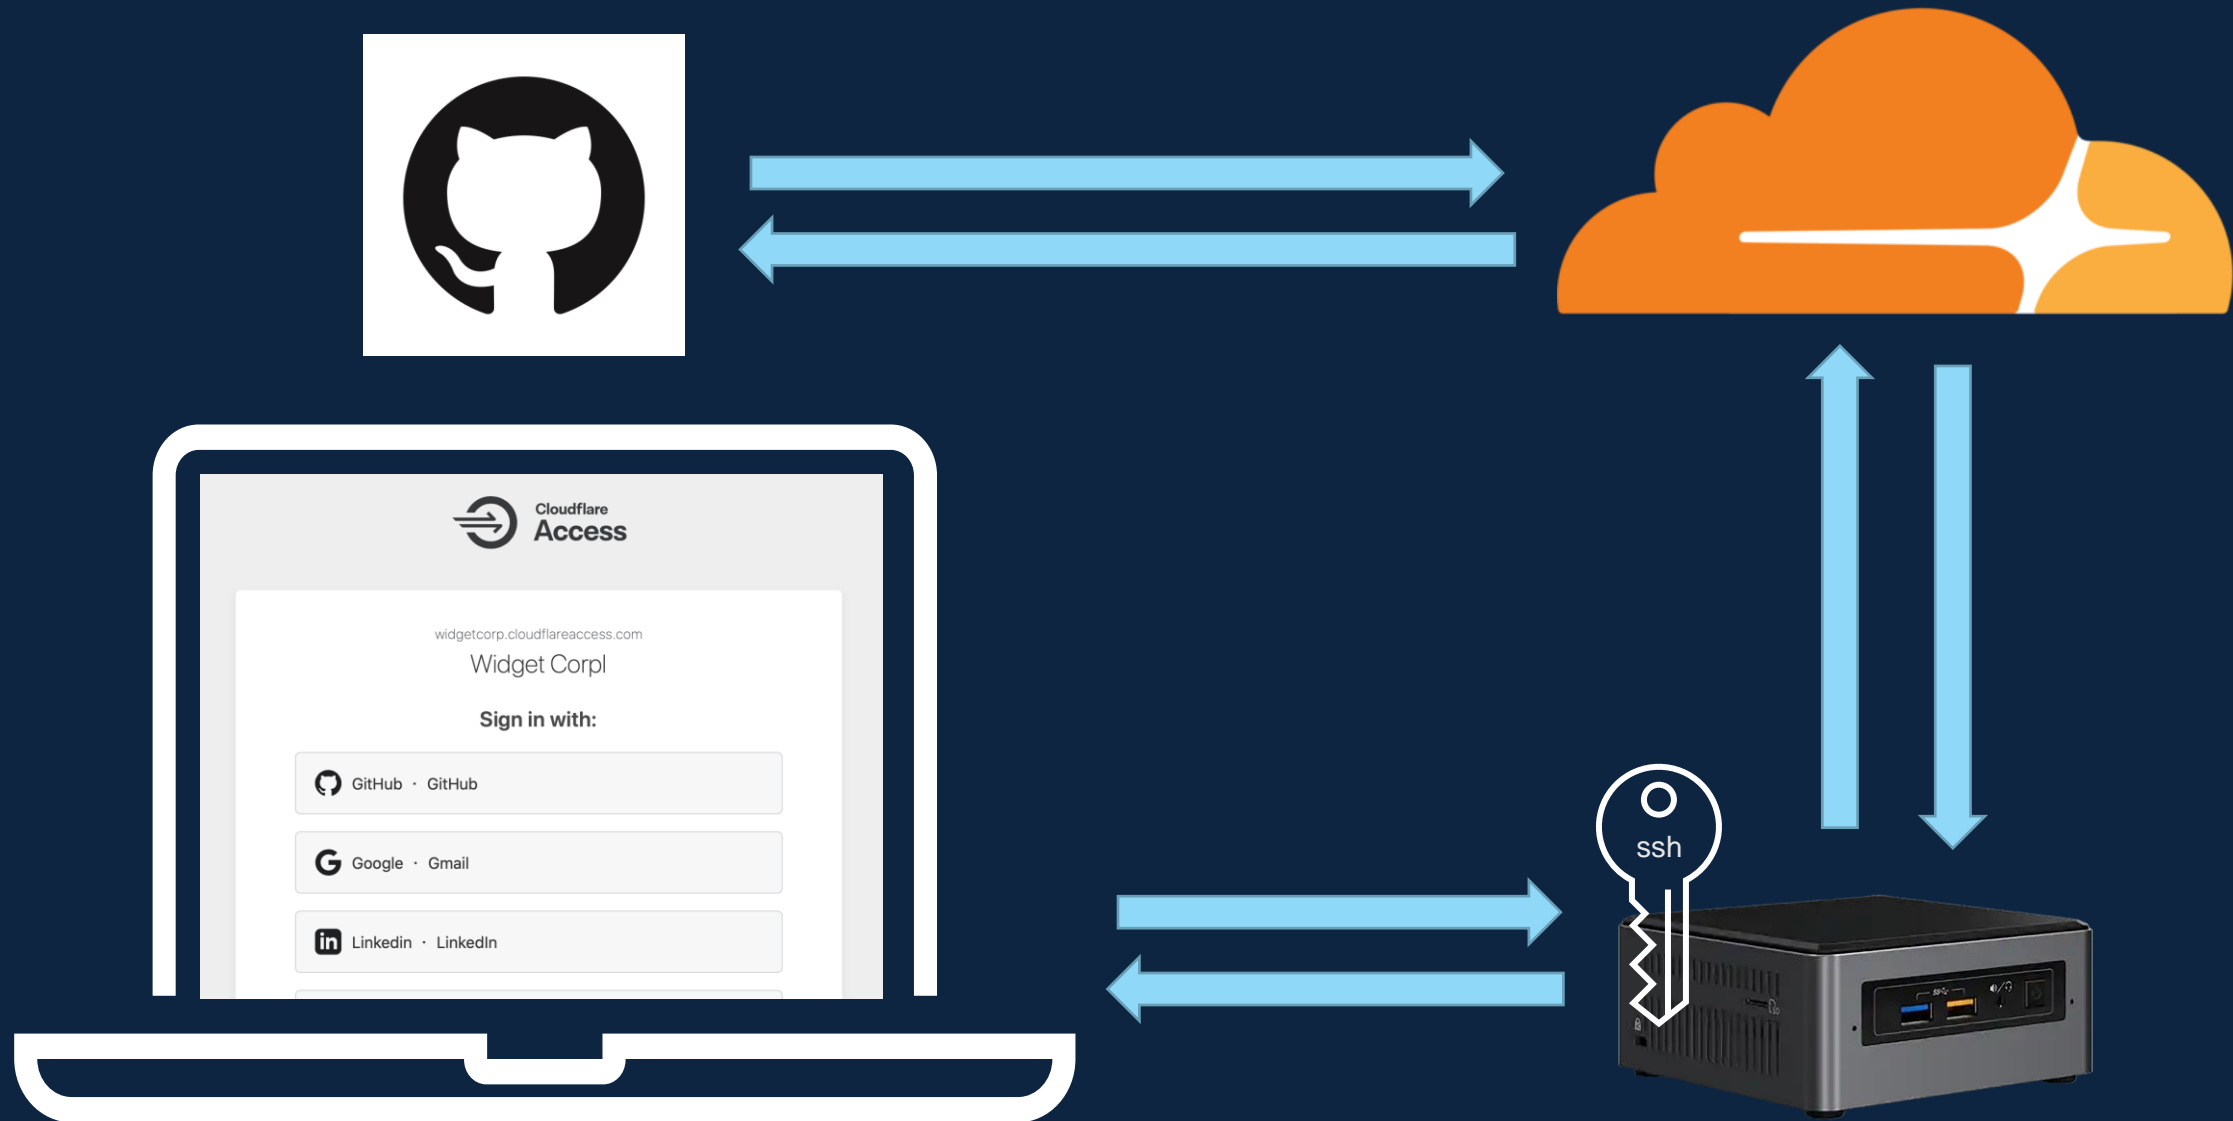 Cloudflare
Access
widgetcorp.cloudflareaccess.com
Widget Corpl
Sign in with:
GitHub · GitHub
Google · Gmail
Linkedin · LinkedIn
ssh